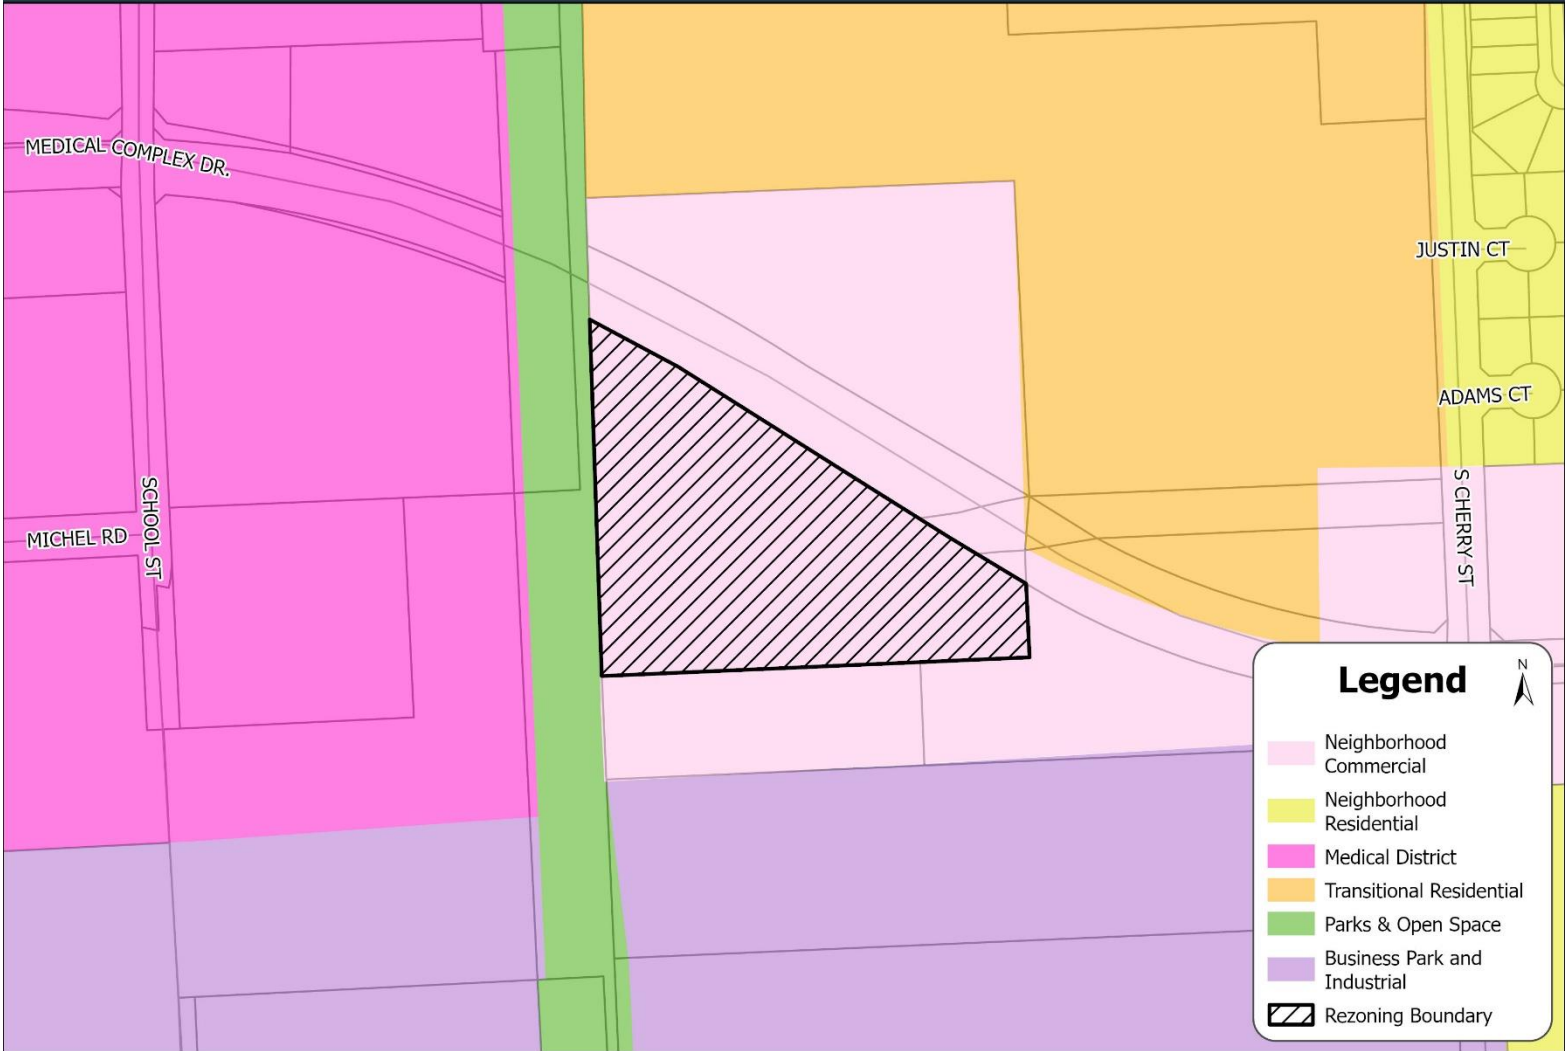 MEDICAL COMPLEX DR.
JUSTIN CT
ADAMS CT
SCHOOL ST
S CHERRY ST
MICHEL RD
Legend
N
Neighborhood
Commercial
Neighborhood
Residential
Medical District
Transitional Residential
Parks & Open Space
Business Park and
Industrial
Rezoning Boundary